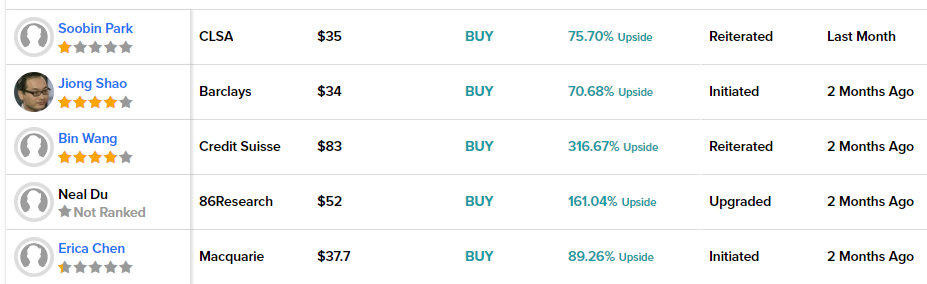 Soobin Park
CLSA $35 BUY 75.70% Upside Reiterated Last Month
Jiong Shao
Barclays $34 BUY 70.68% Upside Initiated 2 Months Ago
Bin Wang
Credit Suisse $83 BUY 316.67% Upside Reiterated 2 Months Ago
Neal Du
Not Ranked
86Research $52 BUY 161.04% Upside Upgraded 2 Months Ago
Erica Chen
Macquarie $37.7 BUY 89.26% Upside Initiated 2 Months Ago